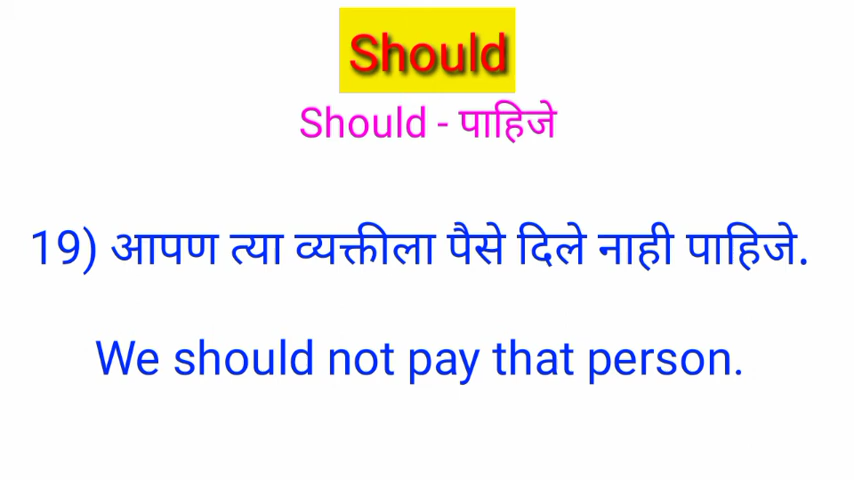 Should
Should - पाहिजे
19) आपण त्या व्यक्तीला पैसे दिले नाही पाहिजे.
We should not pay that person.